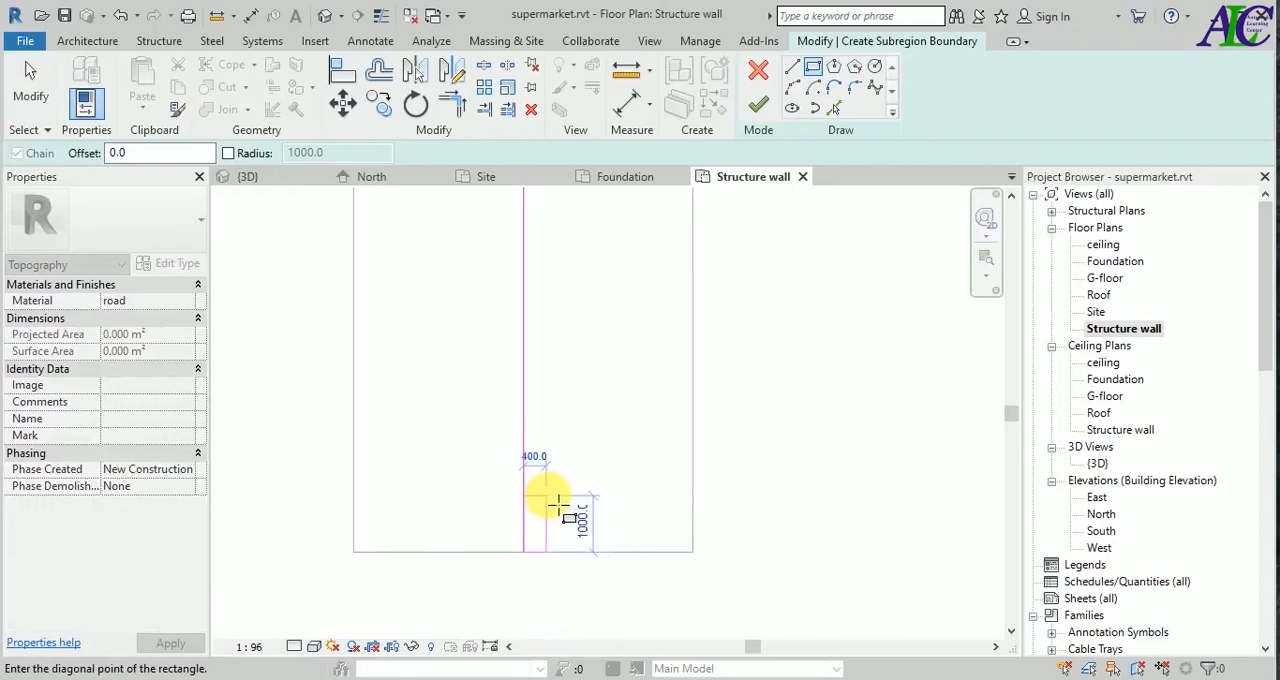 supermarket.rvt - Floor Plan: Structure wall
Type a keyword or phrase
Sign In
ALC
File
Architecture
Structure
Steel
Systems
Insert
Annotate
Analyze
Massing & S
Collaborate
View
Manage
Add-Ins
Modify | Create Subregion Boundary
Modify
Paste
Cope
Cut
Join
Select
Properties
Clipboard
Geometry
Modify
View
Measure
Create
Mode
Draw
Chain
Offset: 0.0
Radius: 1000.0
Properties
{3D}
North
Site
Foundation
Structure wall
Project Browser - supermarket.rvt
Topography
Edit Type
Materials and Finishes
Material road
Dimensions
Projected Area 0.000 m²
Surface Area 0.000 m²
Identity Data
Image
Comments
Name
Mark
Phasing
Phase Created New Construction
Phase Demolish... None
Properties help
Apply
400.0
1000.0
2D
Views (all)
Structural Plans
Floor Plans
ceiling
Foundation
G-floor
Roof
Site
Structure wall
Ceiling Plans
ceiling
Foundation
G-floor
Roof
Structure wall
3D Views
{3D}
Elevations (Building Elevation)
East
North
South
West
Legends
Schedules/Quantities (all)
Sheets (all)
Families
Annotation Symbols
Cable Trays
1 : 96
Enter the diagonal point of the rectangle.
:0
Main Model
:0